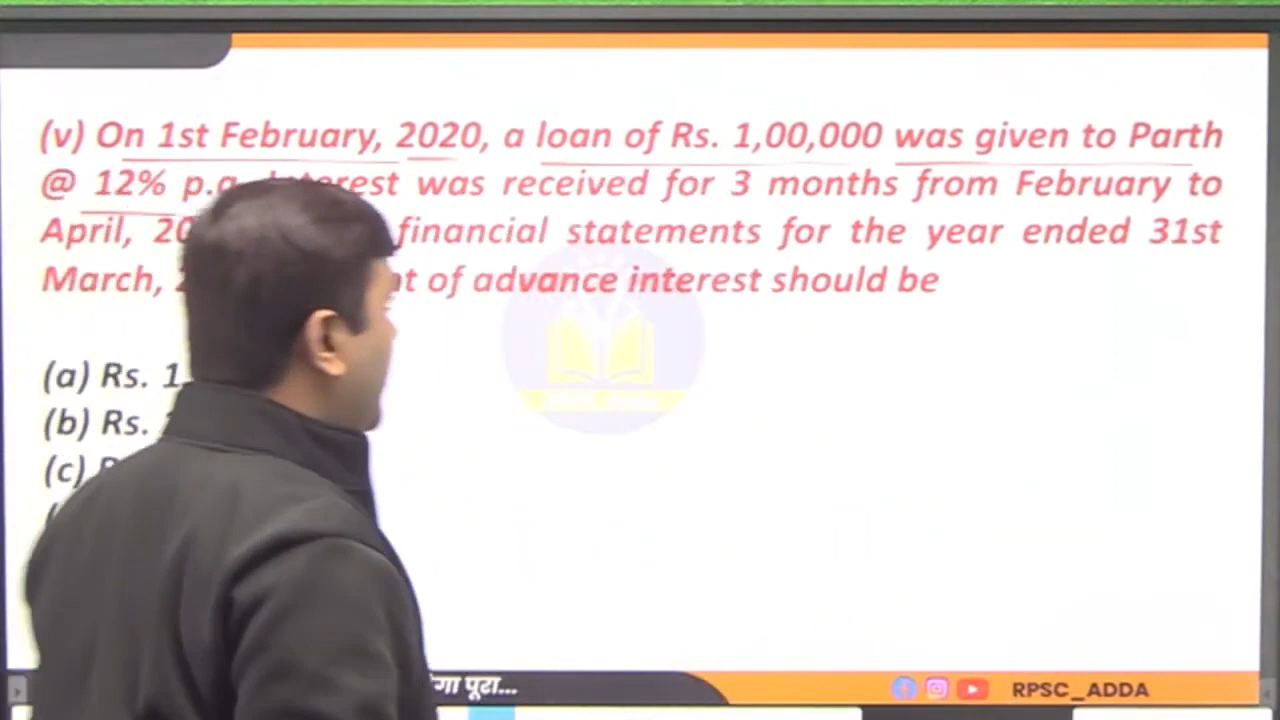 (v) On 1st February, 2020, a loan of Rs. 1,00,000 was given to Parth
@ 12% p.a. Interest was received for 3 months from February to
April, 20 financial statements for the year ended 31st
March, of advance interest should be
(a) Rs. 1,
(b) Rs.
(c)
पूरा...
RPSC_ADDA